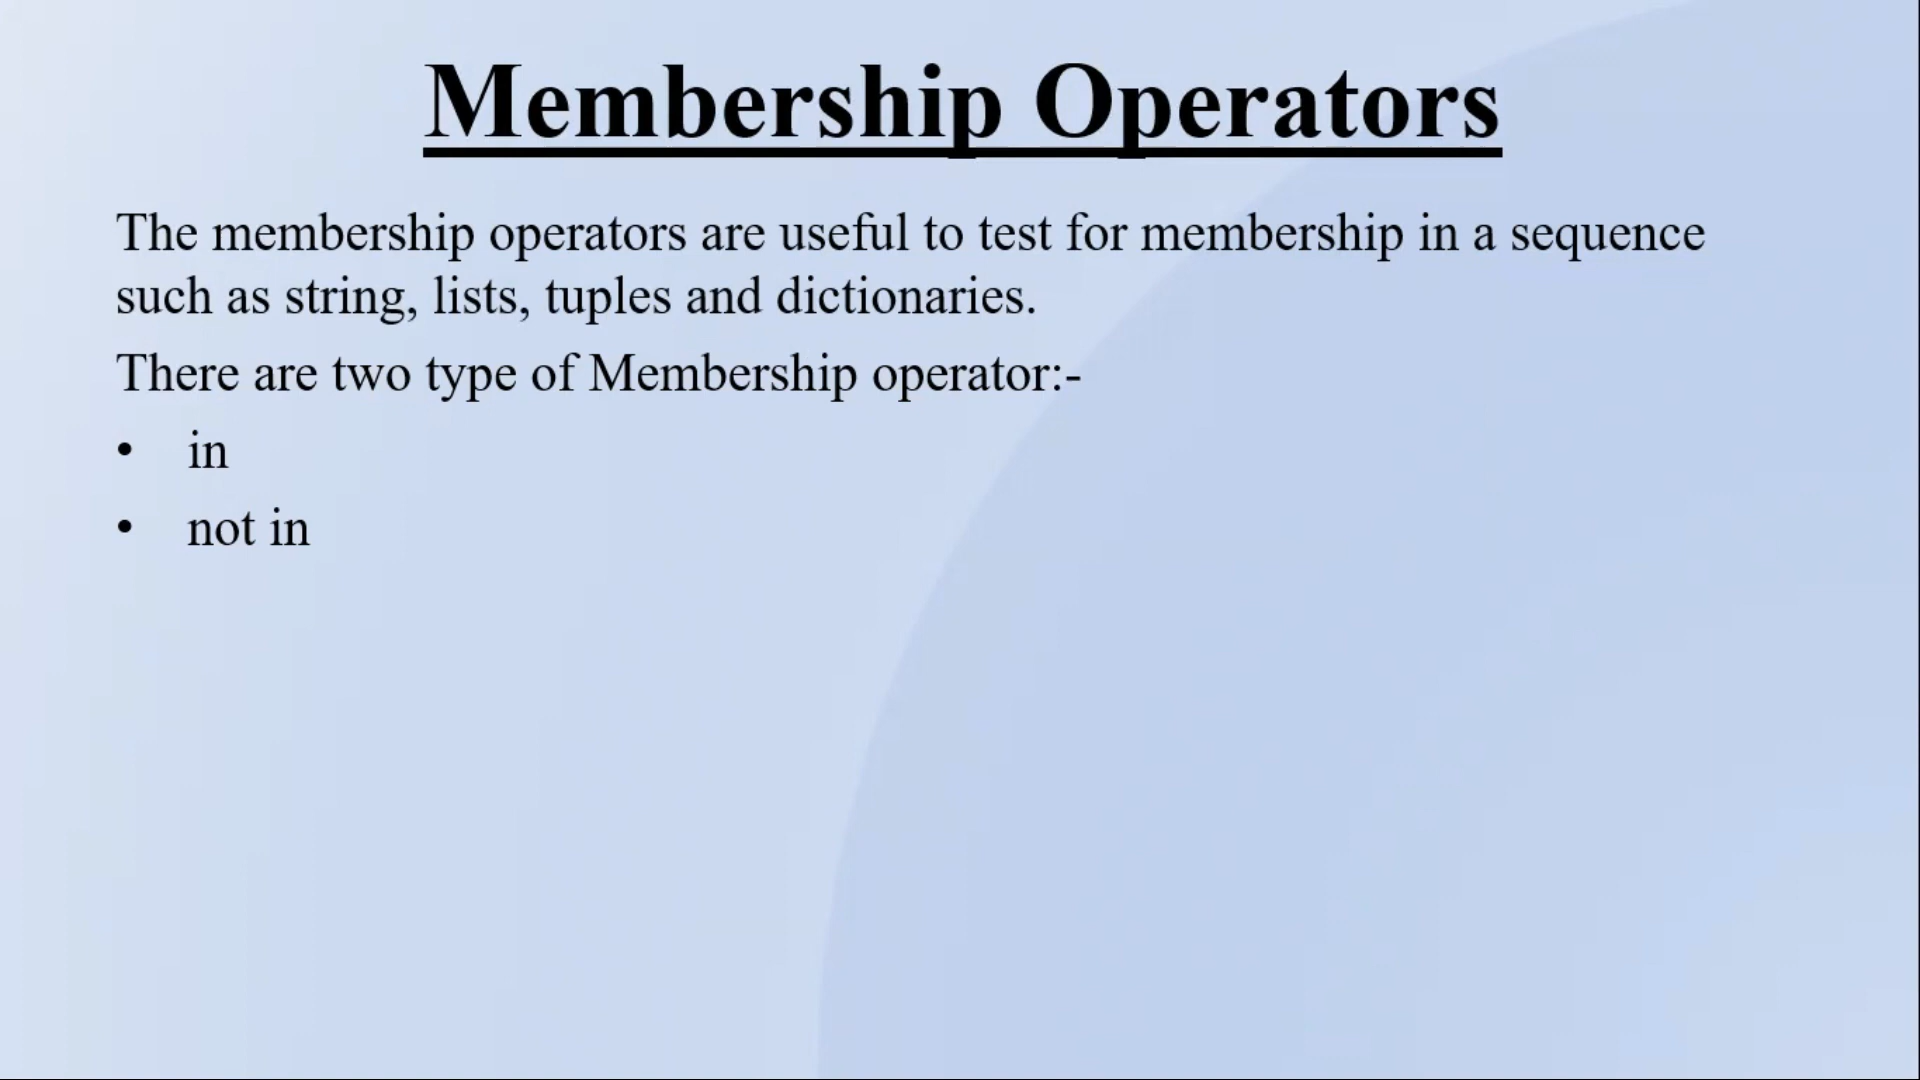 Membership Operators
The membership operators are useful to test for membership in a sequence
such as string, lists, tuples and dictionaries.
There are two type of Membership operator:-
• in
• not in